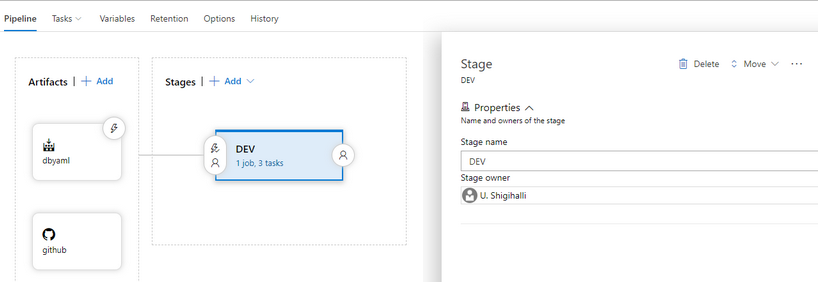 Pipeline Tasks Variables Retention Options History
Artifacts | + Add
Stages | + Add
dbyaml
DEV
1 job, 3 tasks
github
Stage
DEV
Delete Move ...
Properties
Name and owners of the stage
Stage name
DEV
Stage owner
U. Shigihalli